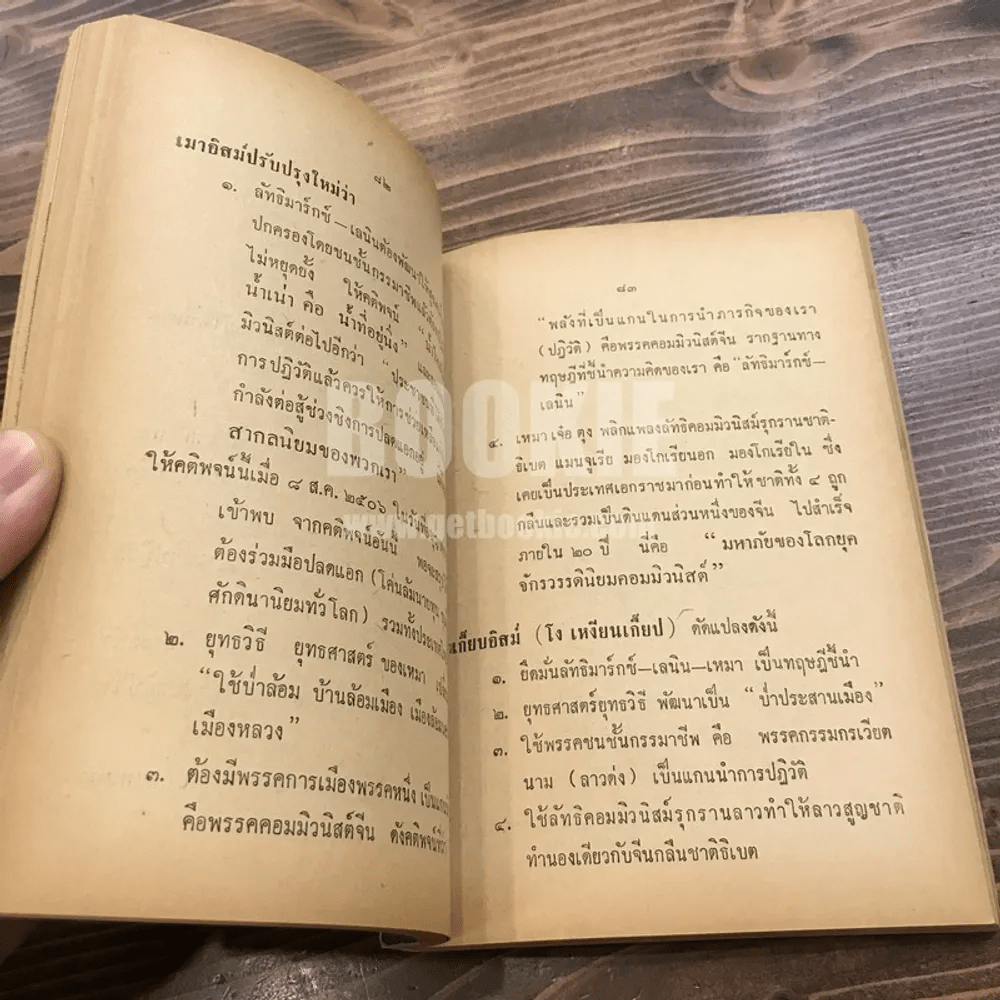 ๘๒
เมาอิสม์ปรับปรุงใหม่ว่า
๑. ลัทธิมาร์กซ์—เลนินต้องพัฒนา
ปกครองโดยชนชั้นกรรมาชีพแล้ว
ไม่หยุดยั้ง ให้คติพจน์
น้ำเน่า คือ น้ำที่อยู่นิ่ง
มิวนิสต์ต่อไปอีกว่า
การปฏิวัติแล้วควรให้การช่วยเหลือ
กำลังต่อสู้ช่วงชิงการปลดแอกอยู่
สากลนิยมของพวกเรา”
ให้คติพจน์นี้เมื่อ ๘ ส.ค. ๒๕๐๖
เข้าพบ จากคติพจน์อันนี้
ต้องร่วมมือปลดแอก (โค่นล้มนายทุน
ศักดินานิยมทั่วโลก) รวมทั้งประเทศ
๒. ยุทธวิธี ยุทธศาสตร์ ของเหมา
“ใช้ป่าล้อม บ้านล้อมเมือง
เมืองหลวง”
๓. ต้องมีพรรคการเมืองพรรคหนึ่ง
คือพรรคคอมมิวนิสต์จีน ดังคติพจน์
๘๓
“พลังที่เป็นแกนในการนำภารกิจของเรา
(ปฏิวัติ) คือพรรคคอมมิวนิสต์จีน รากฐานทาง
ทฤษฎีที่ชี้นำความคิดของเรา คือ “ลัทธิมาร์กซ์—
เลนิน”
๔. เหมา เจ๋อ ตุง พลิกแพลงลัทธิคอมมิวนิสม์รุกรานชาติ-
ธิเบต แมนจูเรีย มองโกเรียนอก มองโกเรียใน ซึ่ง
เคยเป็นประเทศเอกราชมาก่อนทำให้ชาติทั้ง ๔ ถูก
กลืนและรวมเป็นดินแดนส่วนหนึ่งของจีน ไปสำเร็จ
ภายใน ๒๐ ปี นี่คือ “มหาภัยของโลกยุค
จักรวรรดินิยมคอมมิวนิสต์”
เกี๊ยบอิสม์ (โง เหงียนเกี๊ยป) ดัดแปลงดังนี้
๑. ยึดมั่นลัทธิมาร์กซ์—เลนิน—เหมา เป็นทฤษฎีชี้นำ
๒. ยุทธศาสตร์ยุทธวิธี พัฒนาเป็น “ป่าประสานเมือง”
๓. ใช้พรรคชนชั้นกรรมาชีพ คือ พรรคกรรมกรเวียต
นาม (ลาวด่ง) เป็นแกนนำการปฏิวัติ
๔. ใช้ลัทธิคอมมิวนิสม์รุกรานลาวทำให้ลาวสูญชาติ
ทำนองเดียวกับจีนกลืนชาติธิเบต
BOOKIE
www.getbookie.com